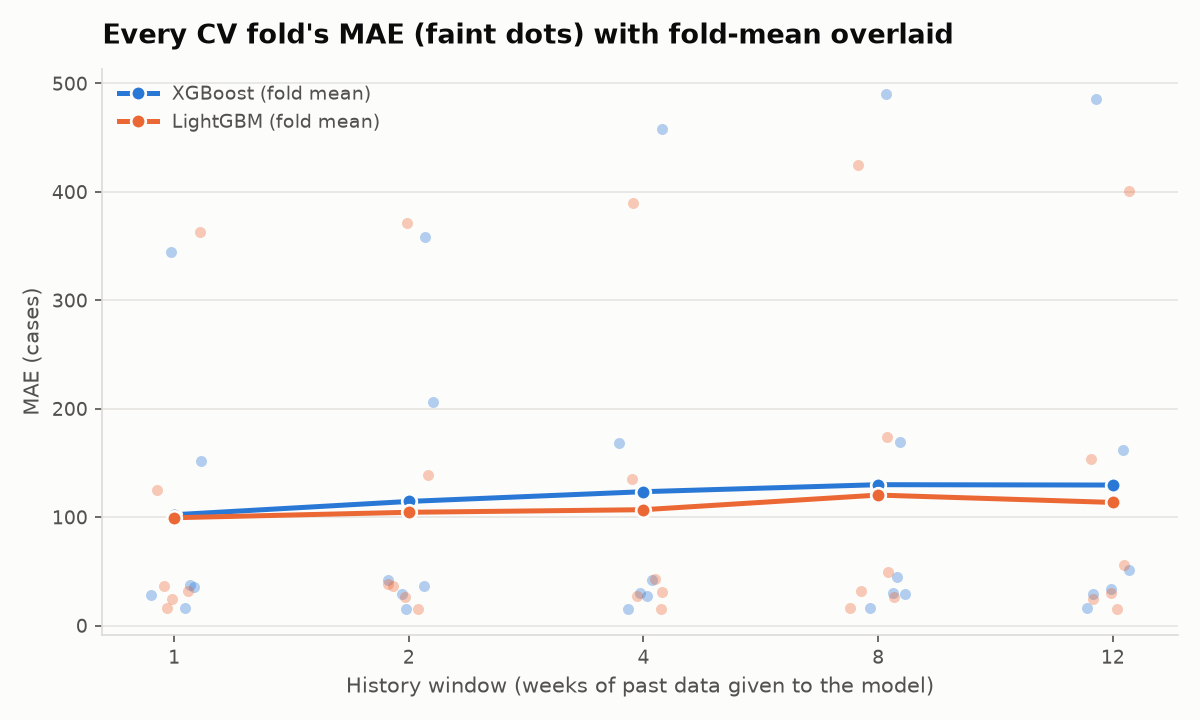 Every CV fold's MAE (faint dots) with fold-mean overlaid
XGBoost (fold mean)
LightGBM (fold mean)
MAE (cases)
500
400
300
200
100
0
1 2 4 8 12
History window (weeks of past data given to the model)